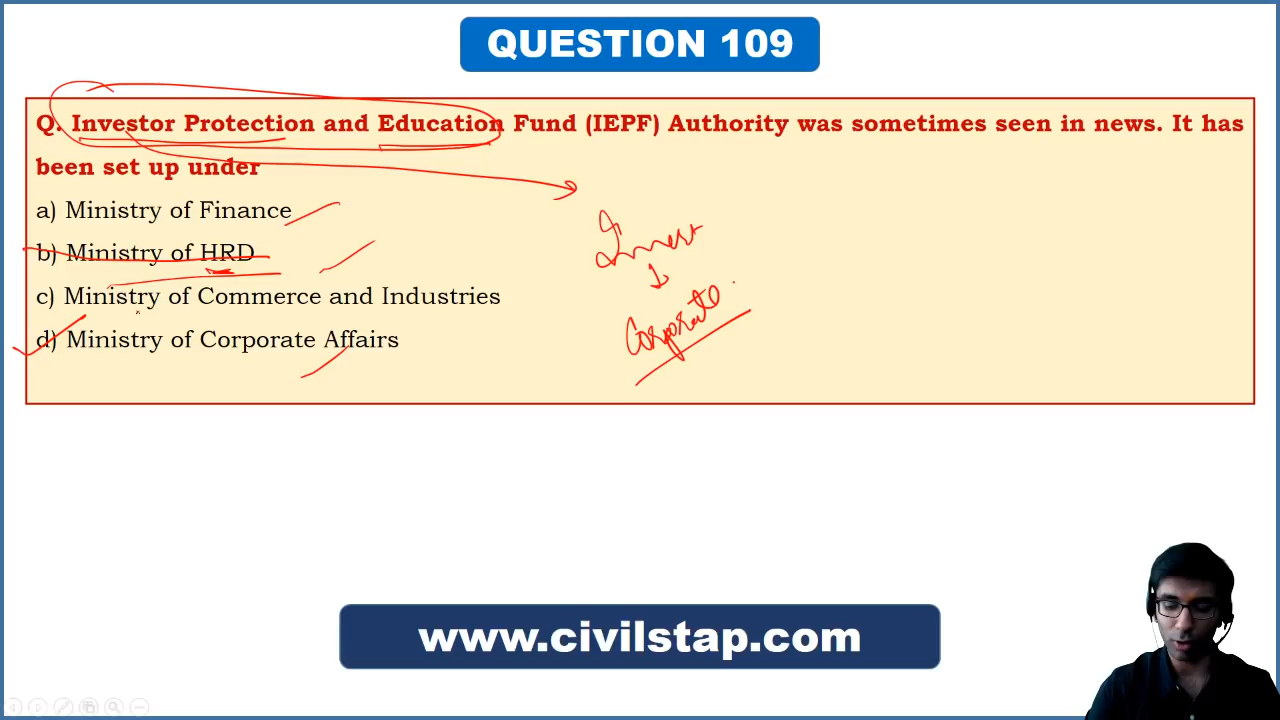 QUESTION 109
Q. Investor Protection and Education Fund (IEPF) Authority was sometimes seen in news. It has
been set up under
a) Ministry of Finance
b) Ministry of HRD
c) Ministry of Commerce and Industries
d) Ministry of Corporate Affairs
Invest
Corporate
www.civilstap.com